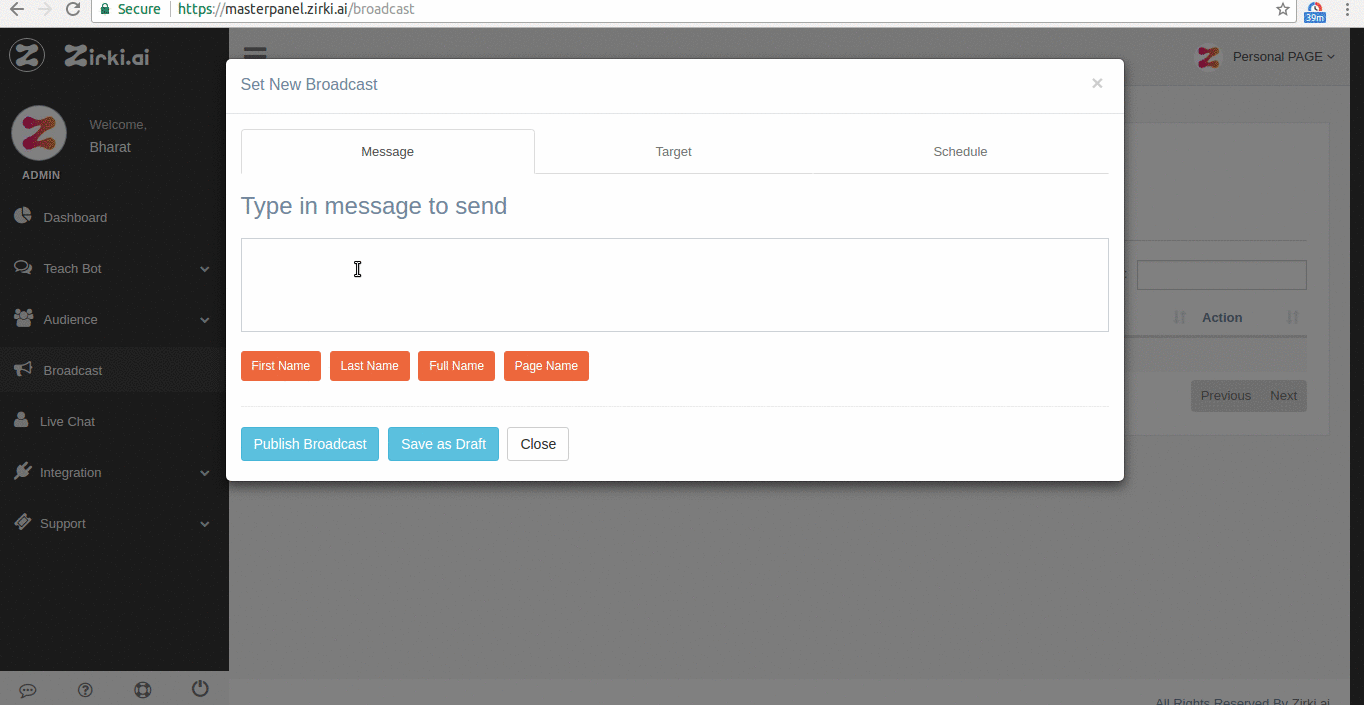 Secure
https://masterpanel.zirki.ai/broadcast
39m
Zirki.ai
Personal PAGE
Welcome,
Bharat
ADMIN
Dashboard
Teach Bot
Audience
Broadcast
Live Chat
Integration
Support
Set New Broadcast
×
Message
Target
Schedule
Type in message to send
First Name
Last Name
Full Name
Page Name
Publish Broadcast
Save as Draft
Close
:
Action
Previous
Next
All Rights Reserved By Zirki.ai